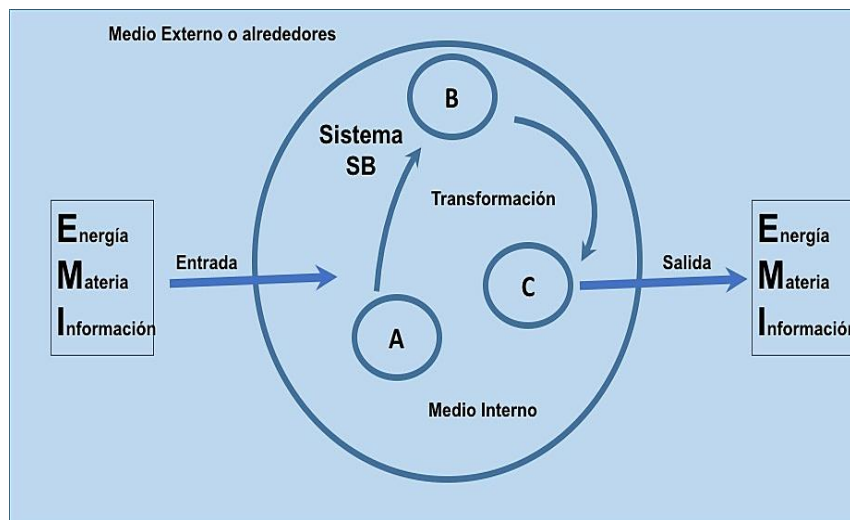 Medio Externo o alrededores
B
Sistema
SB
Transformación
Energía
Materia
Información
Entrada
C
Salida
Energía
Materia
Información
A
Medio Interno